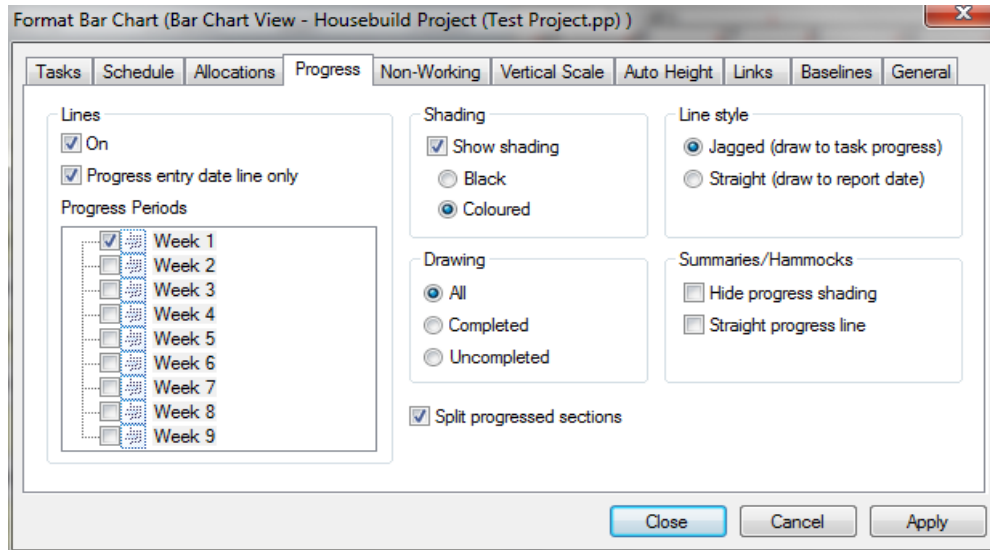 Format Bar Chart (Bar Chart View - Housebuild Project (Test Project.pp) )
Tasks Schedule Allocations Progress Non-Working Vertical Scale Auto Height Links Baselines General
Lines
On
Progress entry date line only
Progress Periods
Week 1
Week 2
Week 3
Week 4
Week 5
Week 6
Week 7
Week 8
Week 9
Shading
Show shading
Black
Coloured
Drawing
All
Completed
Uncompleted
Split progressed sections
Line style
Jagged (draw to task progress)
Straight (draw to report date)
Summaries/Hammocks
Hide progress shading
Straight progress line
Close Cancel Apply